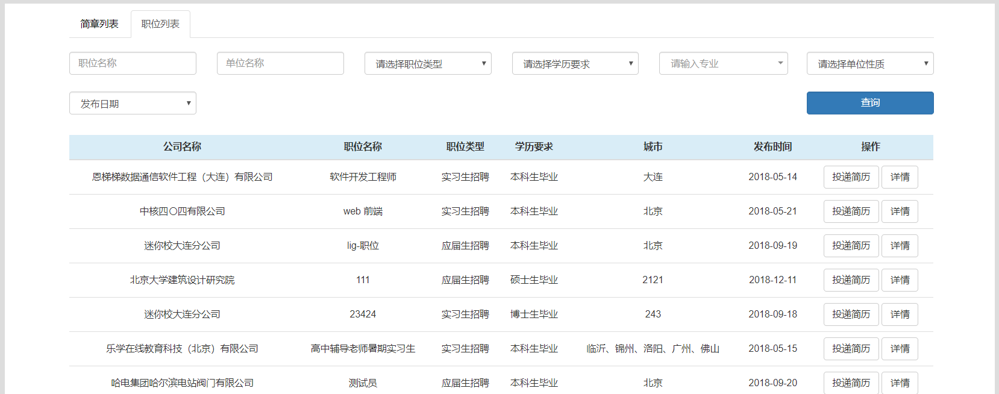 简章列表 职位列表
职位名称 单位名称 请选择职位类型 请选择学历要求 请输入专业 请选择单位性质
发布日期 查询
公司名称 职位名称 职位类型 学历要求 城市 发布时间 操作
恩梯梯数据通信软件工程（大连）有限公司 软件开发工程师 实习生招聘 本科生毕业 大连 2018-05-14 投递简历 详情
中核四〇四有限公司 web 前端 实习生招聘 本科生毕业 北京 2018-05-21 投递简历 详情
迷你校大连分公司 lig-职位 应届生招聘 本科生毕业 北京 2018-09-19 投递简历 详情
北京大学建筑设计研究院 111 应届生招聘 硕士生毕业 2121 2018-12-11 投递简历 详情
迷你校大连分公司 23424 实习生招聘 博士生毕业 243 2018-09-18 投递简历 详情
乐学在线教育科技（北京）有限公司 高中辅导老师暑期实习生 实习生招聘 本科生毕业 临沂、锦州、洛阳、广州、佛山 2018-05-15 投递简历 详情
哈电集团哈尔滨电站阀门有限公司 测试员 应届生招聘 本科生毕业 北京 2018-09-20 投递简历 详情